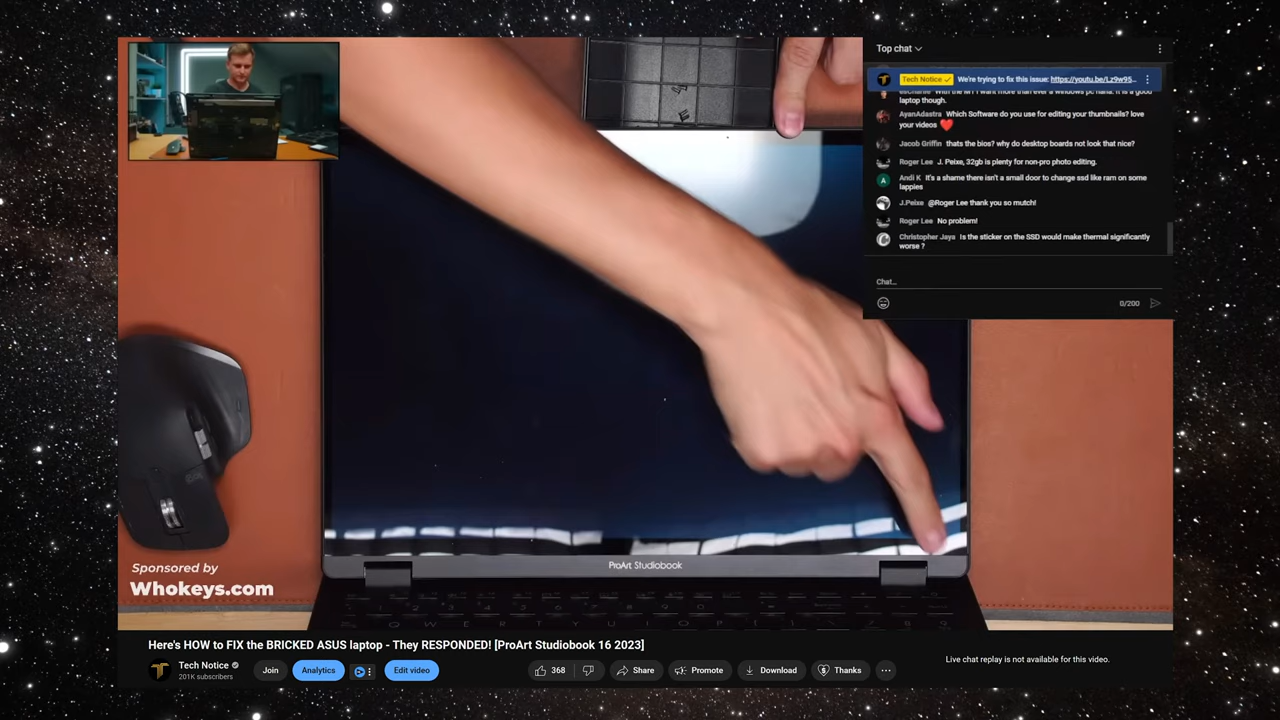 Top chat
Tech Notice We're trying to fix this issue: https://youtu.be/Lz9w95...
laptop though.
AyanAdastra Which Software do you use for editing your thumbnails? love
your videos
Jacob Griffin thats the bios? why do desktop boards not look that nice?
Roger Lee J. Peixe, 32gb is plenty for non-pro photo editing.
A
Andi K It's a shame there isn't a small door to change ssd like ram on some
lappies
J.Peixe @Roger Lee thank you so mutch!
Roger Lee No problem!
Christopher Jaya Is the sticker on the SSD would make thermal significantly
worse ?
Chat...
0/200
Sponsored by
Whokeys.com
ProArt Studiobook
Here's HOW to FIX the BRICKED ASUS laptop - They RESPONDED! [ProArt Studiobook 16 2023]
Tech Notice
201K subscribers
Join
Analytics
Edit video
368
Share
Promote
Download
Thanks
Live chat replay is not available for this video.